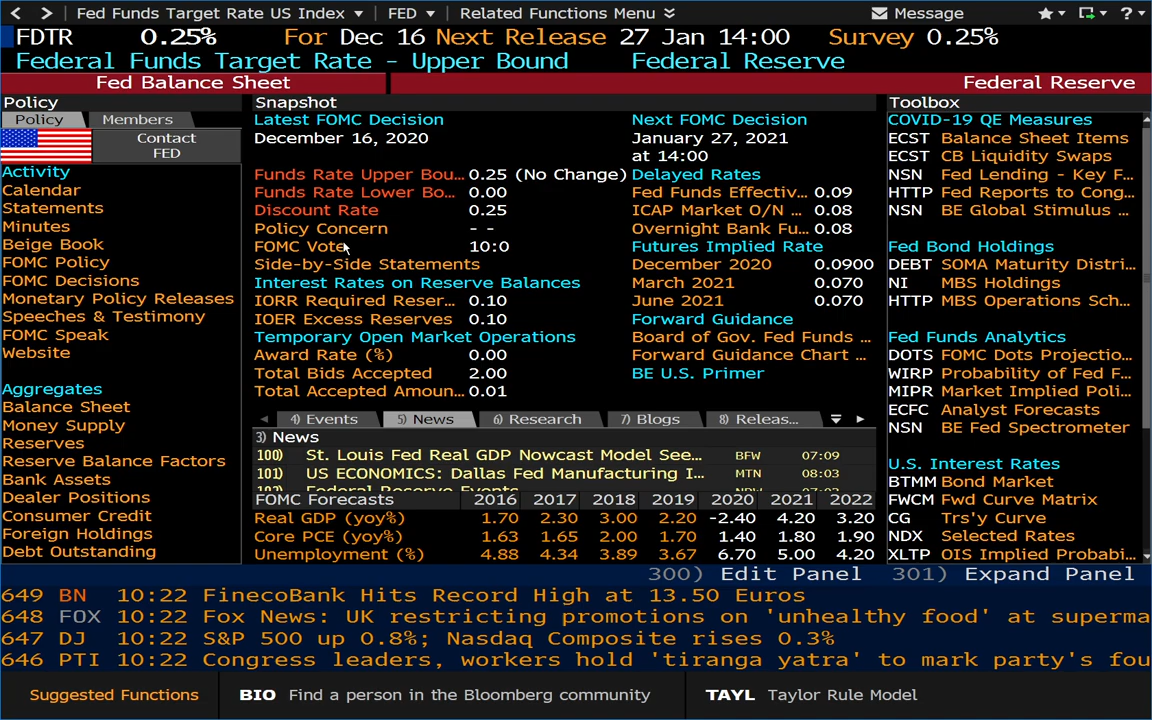 Fed Funds Target Rate US Index FED Related Functions Menu Message ?
FDTR 0.25% For Dec 16 Next Release 27 Jan 14:00 Survey 0.25%
Federal Funds Target Rate - Upper Bound Federal Reserve
Fed Balance Sheet Federal Reserve
Policy
Policy Members
Contact
FED
Activity
Calendar
Statements
Minutes
Beige Book
FOMC Policy
FOMC Decisions
Monetary Policy Releases
Speeches & Testimony
FOMC Speak
Website
Aggregates
Balance Sheet
Money Supply
Reserves
Reserve Balance Factors
Bank Assets
Dealer Positions
Consumer Credit
Foreign Holdings
Debt Outstanding
Snapshot
Latest FOMC Decision
December 16, 2020
Funds Rate Upper Bou... 0.25 (No Change)
Funds Rate Lower Bo... 0.00
Discount Rate 0.25
Policy Concern - -
FOMC Vote 10:0
Side-by-Side Statements
Interest Rates on Reserve Balances
IORR Required Reser... 0.10
IOER Excess Reserves 0.10
Temporary Open Market Operations
Award Rate (%) 0.00
Total Bids Accepted 2.00
Total Accepted Amoun... 0.01
Next FOMC Decision
January 27, 2021
at 14:00
Delayed Rates
Fed Funds Effectiv... 0.09
ICAP Market O/N ... 0.08
Overnight Bank Fu... 0.08
Futures Implied Rate
December 2020 0.0900
March 2021 0.070
June 2021 0.070
Forward Guidance
Board of Gov. Fed Funds ...
Forward Guidance Chart ...
BE U.S. Primer
4) Events 5) News 6) Research 7) Blogs 8) Releas...
3) News
100) St. Louis Fed Real GDP Nowcast Model See... BFW 07:09
101) US ECONOMICS: Dallas Fed Manufacturing I... MTN 08:03
102) Federal Reserve Events
FOMC Forecasts 2016 2017 2018 2019 2020 2021 2022
Real GDP (yoy%) 1.70 2.30 3.00 2.20 -2.40 4.20 3.20
Core PCE (yoy%) 1.63 1.65 2.00 1.70 1.40 1.80 1.90
Unemployment (%) 4.88 4.34 3.89 3.67 6.70 5.00 4.20
Toolbox
COVID-19 QE Measures
ECST Balance Sheet Items
ECST CB Liquidity Swaps
NSN Fed Lending - Key F...
HTTP Fed Reports to Cong...
NSN BE Global Stimulus ...
Fed Bond Holdings
DEBT SOMA Maturity Distri...
NI MBS Holdings
HTTP MBS Operations Sch...
Fed Funds Analytics
DOTS FOMC Dots Projectio...
WIRP Probability of Fed F...
MIPR Market Implied Poli...
ECFC Analyst Forecasts
NSN BE Fed Spectrometer
U.S. Interest Rates
BTMM Bond Market
FWCM Fwd Curve Matrix
CG Trs'y Curve
NDX Selected Rates
XLTP OIS Implied Probabi...
300) Edit Panel 301) Expand Panel
649 BN 10:22 FinecoBank Hits Record High at 13.50 Euros
648 FOX 10:22 Fox News: UK restricting promotions on 'unhealthy food' at superma
647 DJ 10:22 S&P 500 up 0.8%; Nasdaq Composite rises 0.3%
646 PTI 10:22 Congress leaders, workers hold 'tiranga yatra' to mark party's fou
Suggested Functions BIO Find a person in the Bloomberg community TAYL Taylor Rule Model